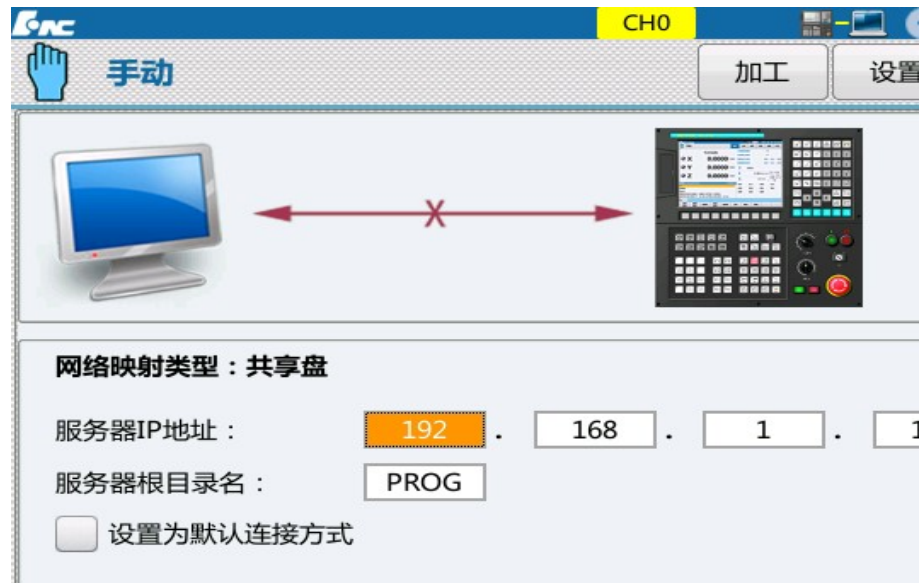 HNC
CH0
手动
加工
设置
X
网络映射类型：共享盘
服务器IP地址：
192 . 168 . 1 . 1
服务器根目录名：
PROG
设置为默认连接方式